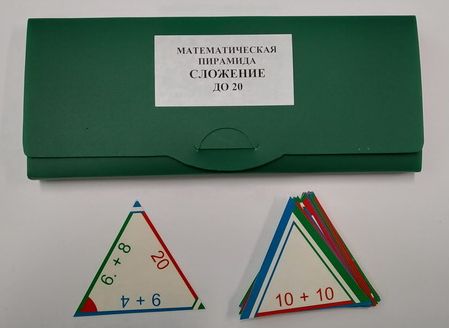 МАТЕМАТИЧЕСКАЯ
ПИРАМИДА
СЛОЖЕНИЕ
ДО 20
6. + 8
20
9 + 4
10 + 10